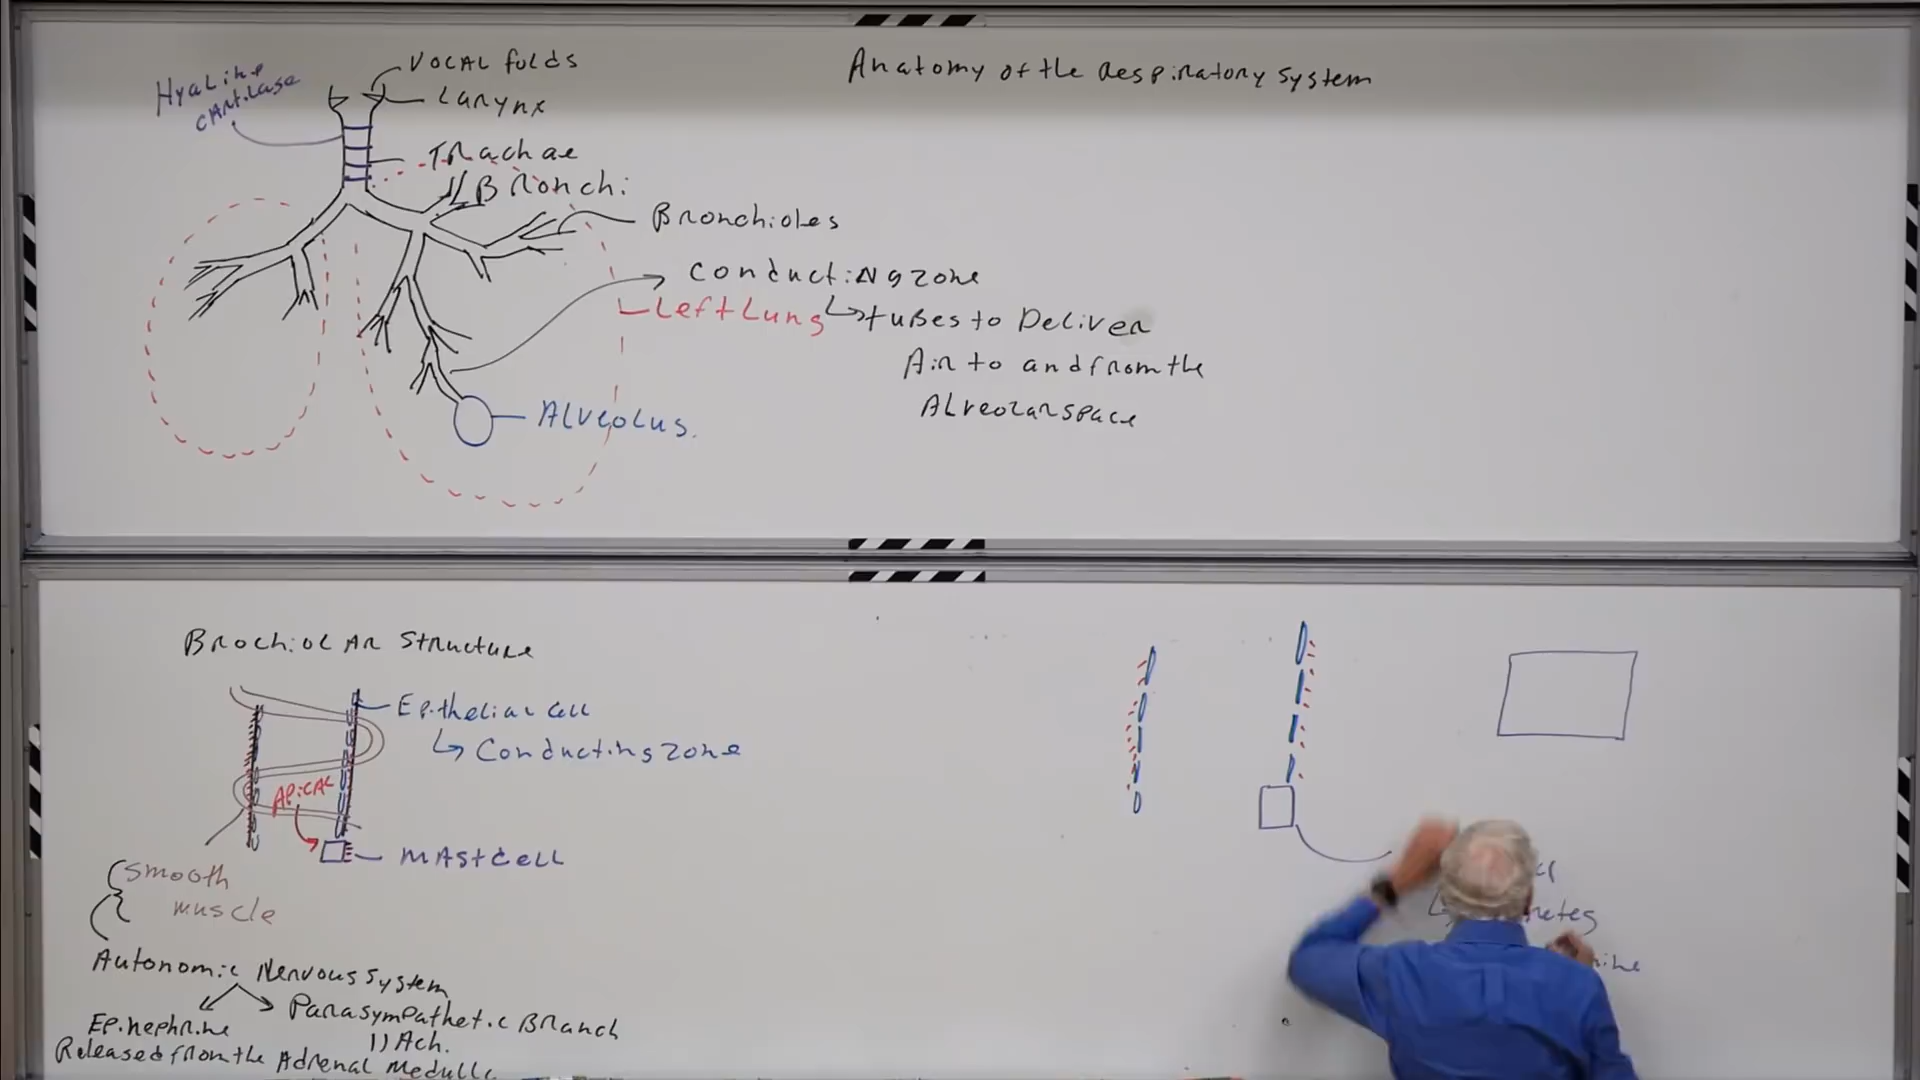 Anatomy of the Respiratory System
Hyaline
Cartilage
Vocal folds
Larynx
Trachae
Bronchi
Bronchioles
Conducting zone
Left Lung
tubes to Deliver
Air to and from the
Alveolar space
Alveolus.
Brochiolar Structure
Epithelial cell
Conducting zone
Apical
Mast cell
Smooth
muscle
Autonomic Nervous System
Epinephrine
Released from the Adrenal Medulla
Parasympathetic Branch
1) Ach.